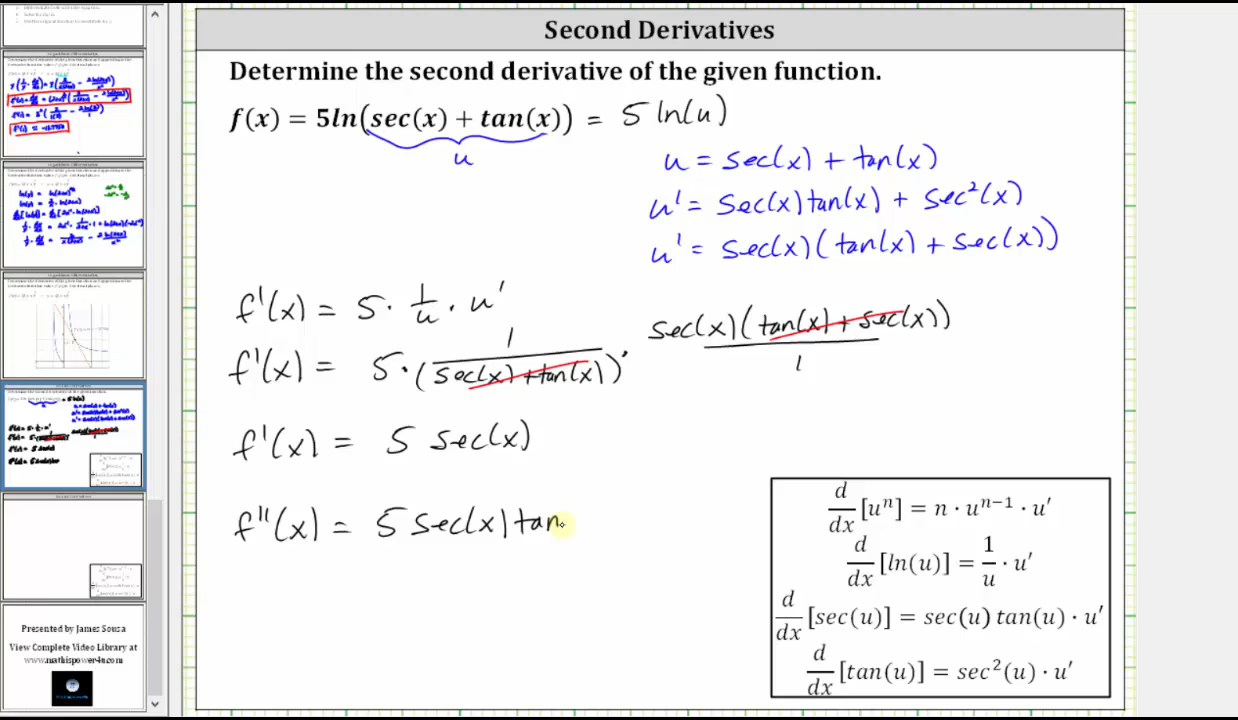 Second Derivatives
Determine the second derivative of the given function.
f(x) = 5ln(sec(x) + tan(x)) = 5 ln(u)
u
u = sec(x) + tan(x)
u' = sec(x)tan(x) + sec²(x)
u' = sec(x)(tan(x) + sec(x))
f'(x) = 5 · 1/u · u'
f'(x) = 5 · 1/(sec(x) + tan(x)) · sec(x)(tan(x) + sec(x))/1
f'(x) = 5 sec(x)
f''(x) = 5 sec(x) tan
d/dx [uⁿ] = n · uⁿ⁻¹ · u'
d/dx [ln(u)] = 1/u · u'
d/dx [sec(u)] = sec(u) tan(u) · u'
d/dx [tan(u)] = sec²(u) · u'
Presented by James Sousa
View Complete Video Library at
www.mathispower4u.com